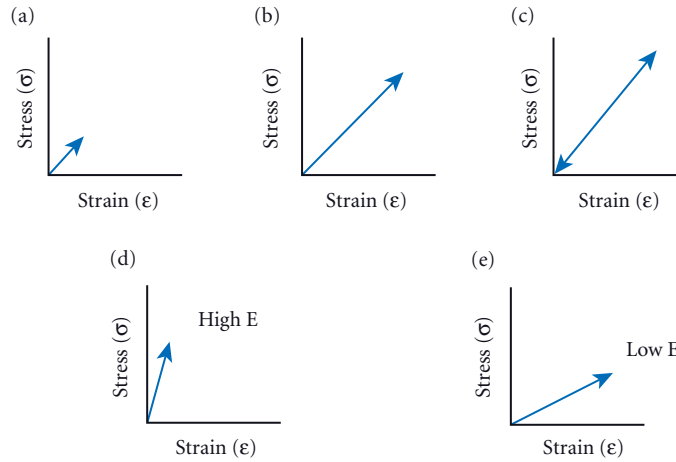 (a)
Stress (σ)
Strain (ε)
(b)
Stress (σ)
Strain (ε)
(c)
Stress (σ)
Strain (ε)
(d)
High E
Stress (σ)
Strain (ε)
(e)
Low E
Stress (σ)
Strain (ε)